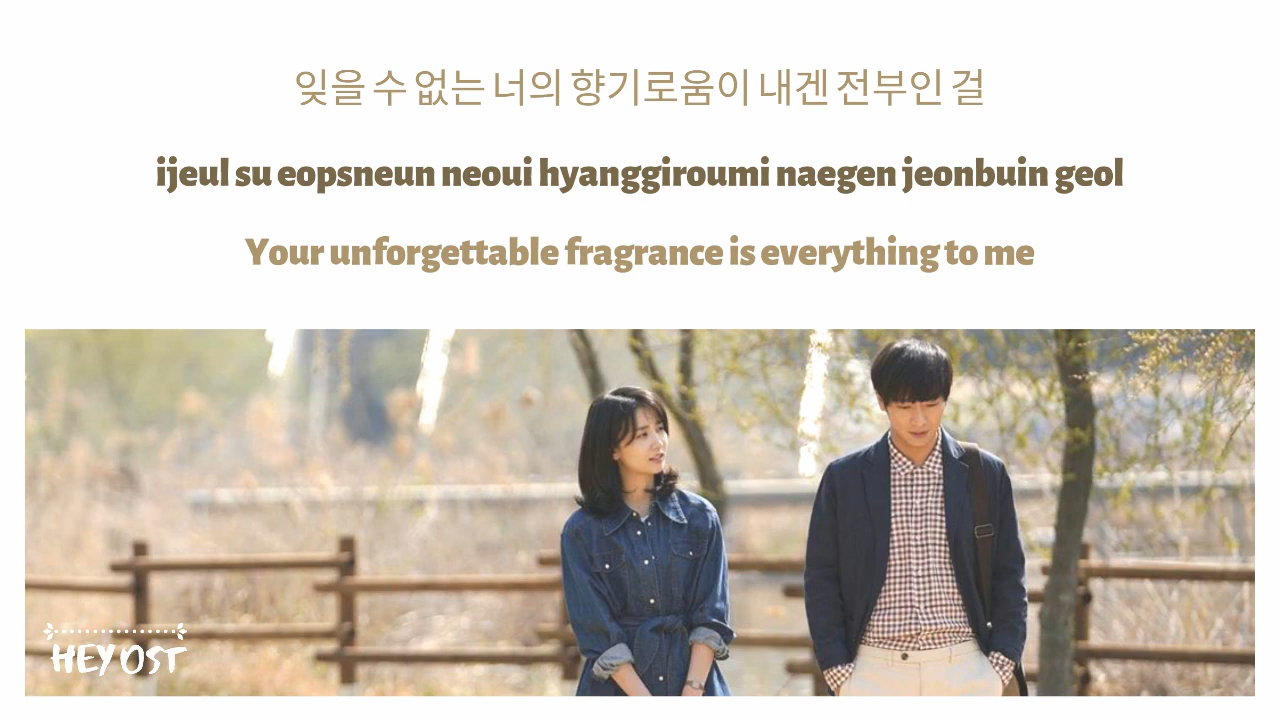 잊을 수 없는 너의 향기로움이 내겐 전부인 걸
ijeul su eopsneun neoui hyanggiroumi naegen jeonbuin geol
Your unforgettable fragrance is everything to me
HEY OST